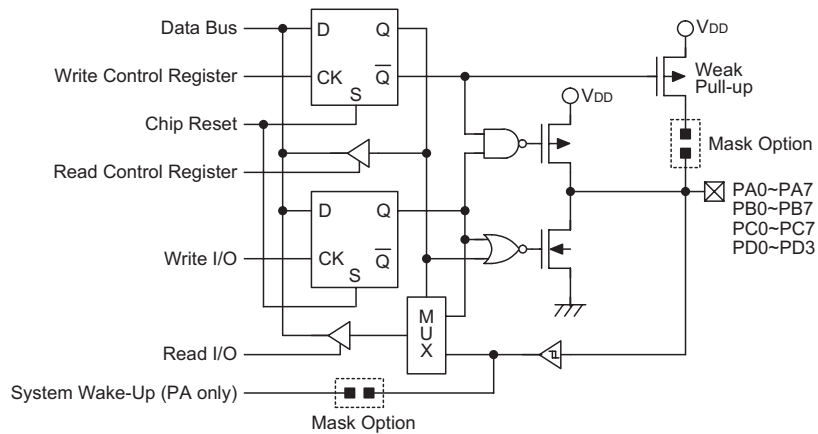 Data Bus
Write Control Register
Chip Reset
Read Control Register
Write I/O
Read I/O
System Wake-Up (PA only)
D Q
CK Q
S
D Q
CK Q
S
M
U
X
Mask Option
VDD
VDD
Weak
Pull-up
Mask Option
PA0~PA7
PB0~PB7
PC0~PC7
PD0~PD3